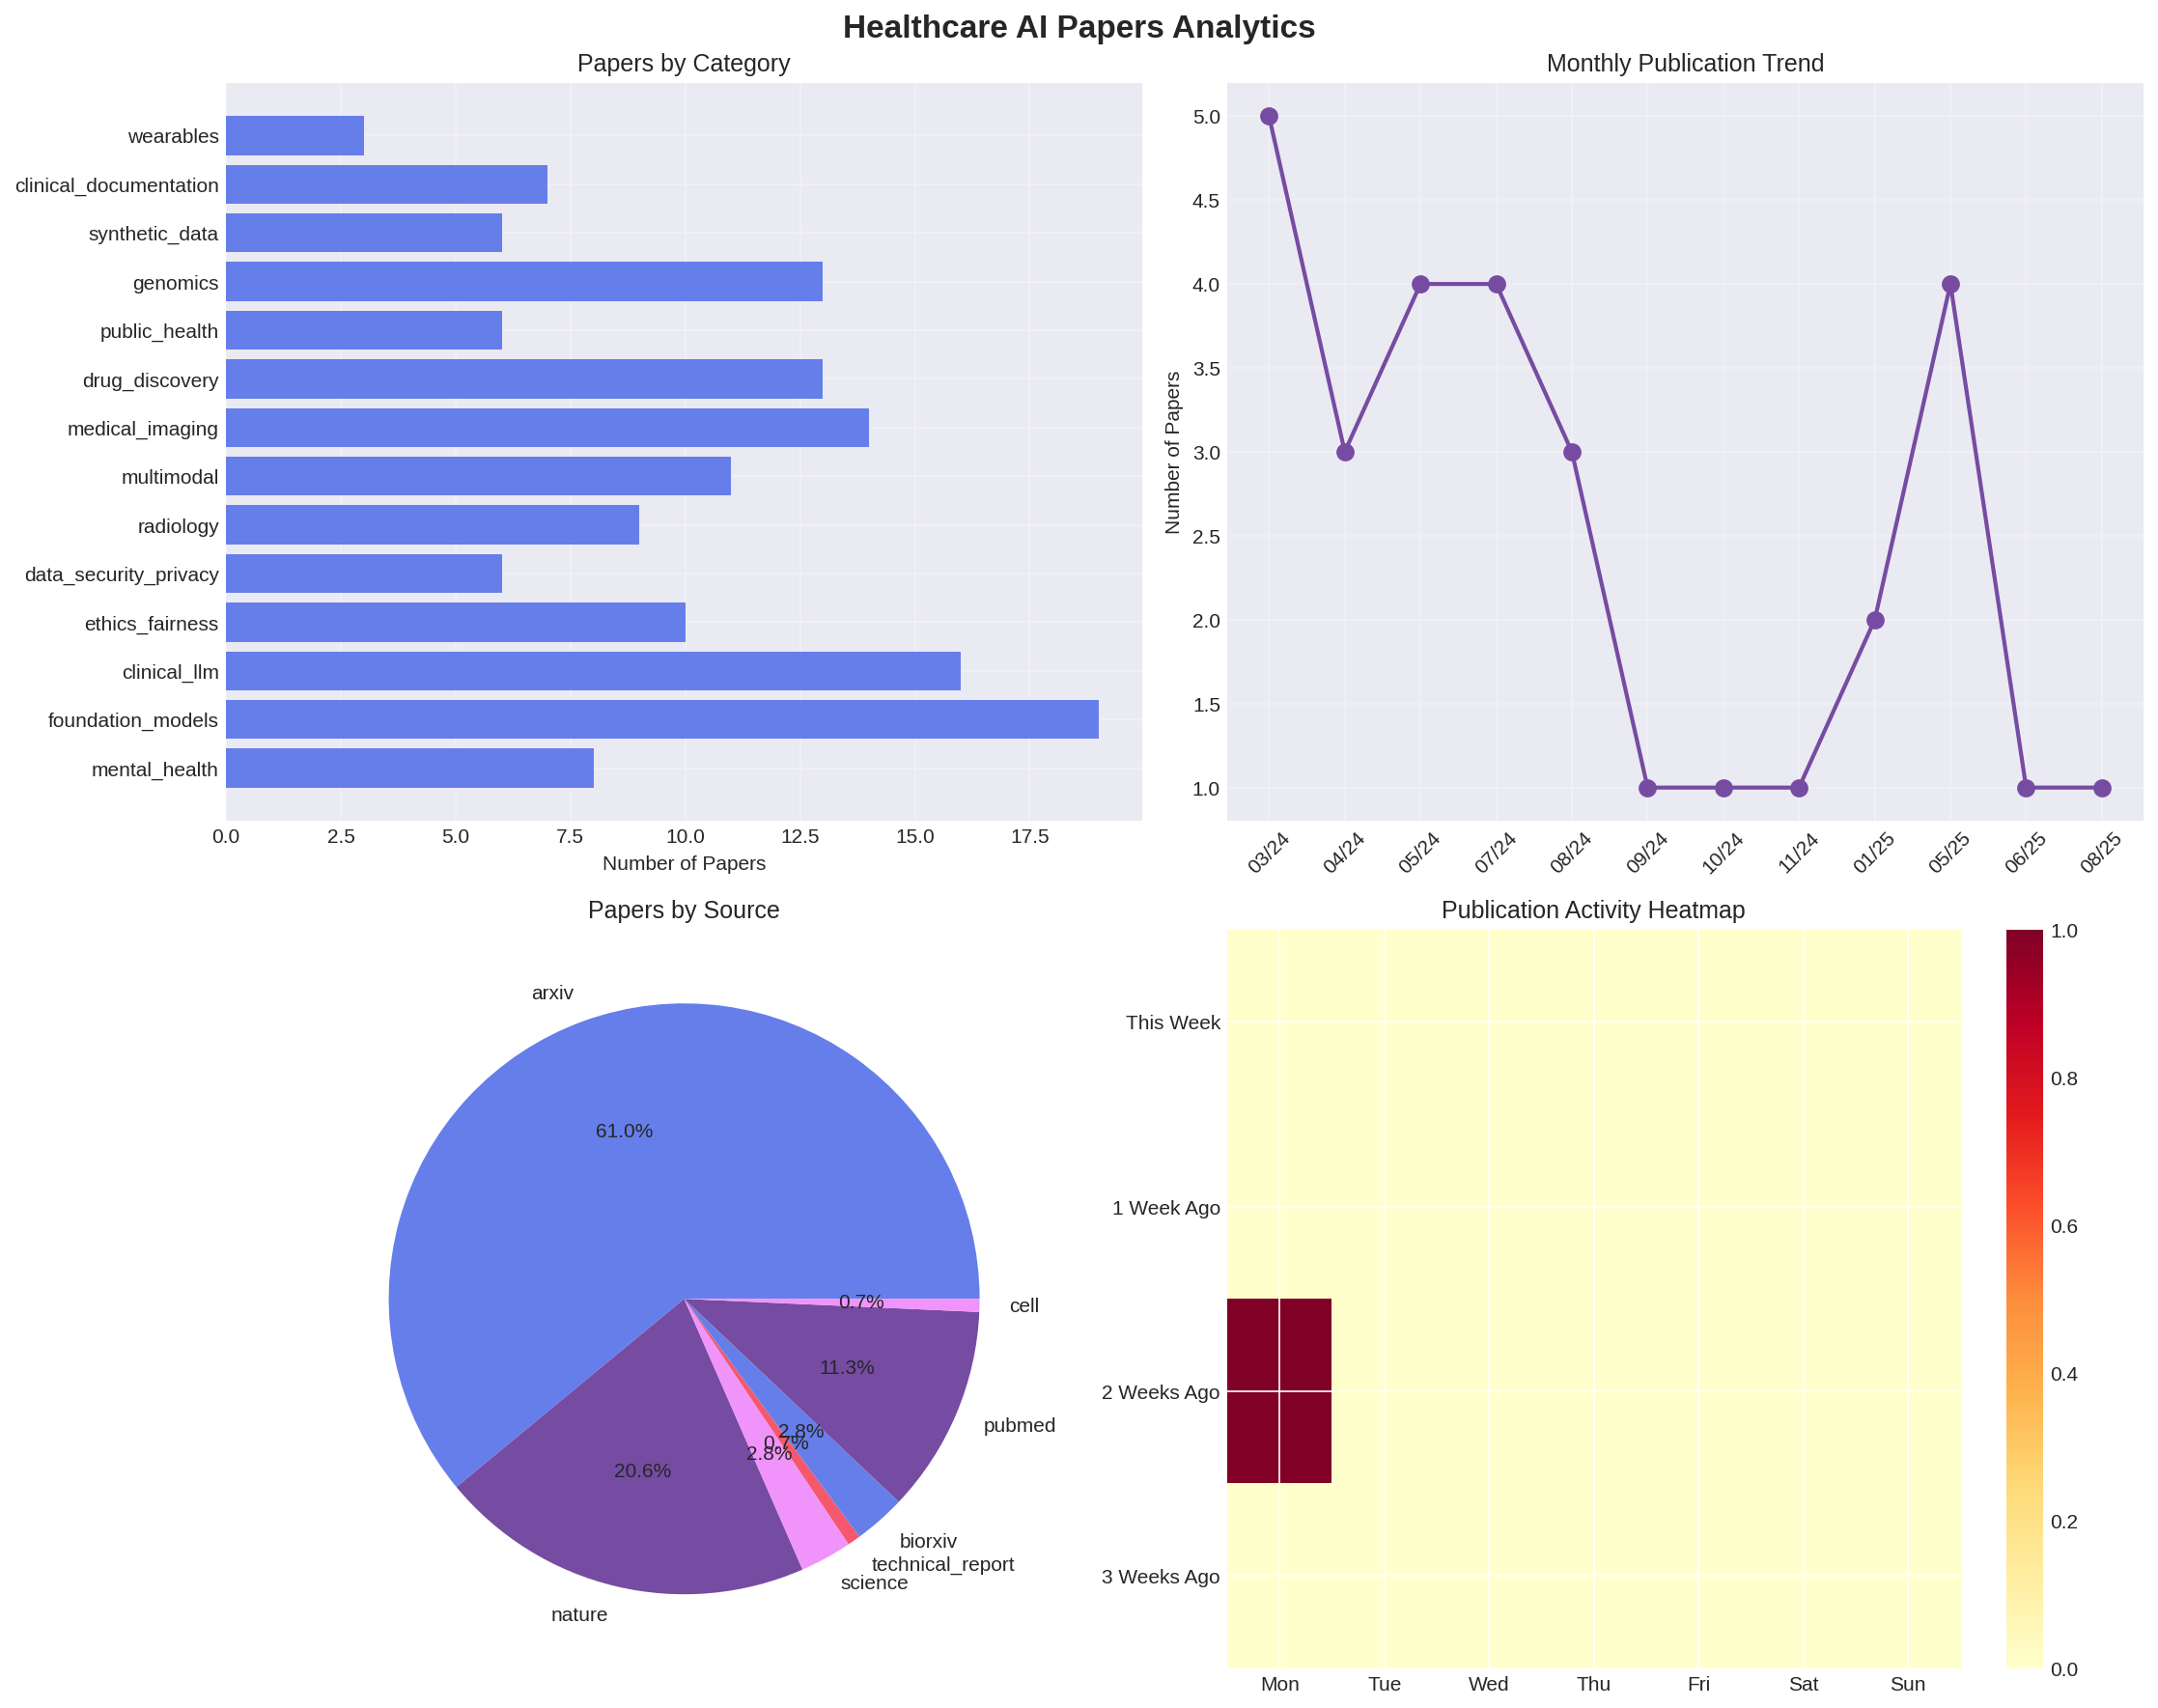 Healthcare AI Papers Analytics
Papers by Category
wearables
clinical_documentation
synthetic_data
genomics
public_health
drug_discovery
medical_imaging
multimodal
radiology
data_security_privacy
ethics_fairness
clinical_llm
foundation_models
mental_health
0.0 2.5 5.0 7.5 10.0 12.5 15.0 17.5
Number of Papers
Monthly Publication Trend
Number of Papers
5.0
4.5
4.0
3.5
3.0
2.5
2.0
1.5
1.0
03/24 04/24 05/24 07/24 08/24 09/24 10/24 11/24 01/25 05/25 06/25 08/25
Papers by Source
arxiv
61.0%
cell
0.7%
11.3%
pubmed
2.8%
0.7%
2.8%
20.6%
biorxiv
technical_report
science
nature
Publication Activity Heatmap
This Week
1 Week Ago
2 Weeks Ago
3 Weeks Ago
Mon Tue Wed Thu Fri Sat Sun
1.0
0.8
0.6
0.4
0.2
0.0